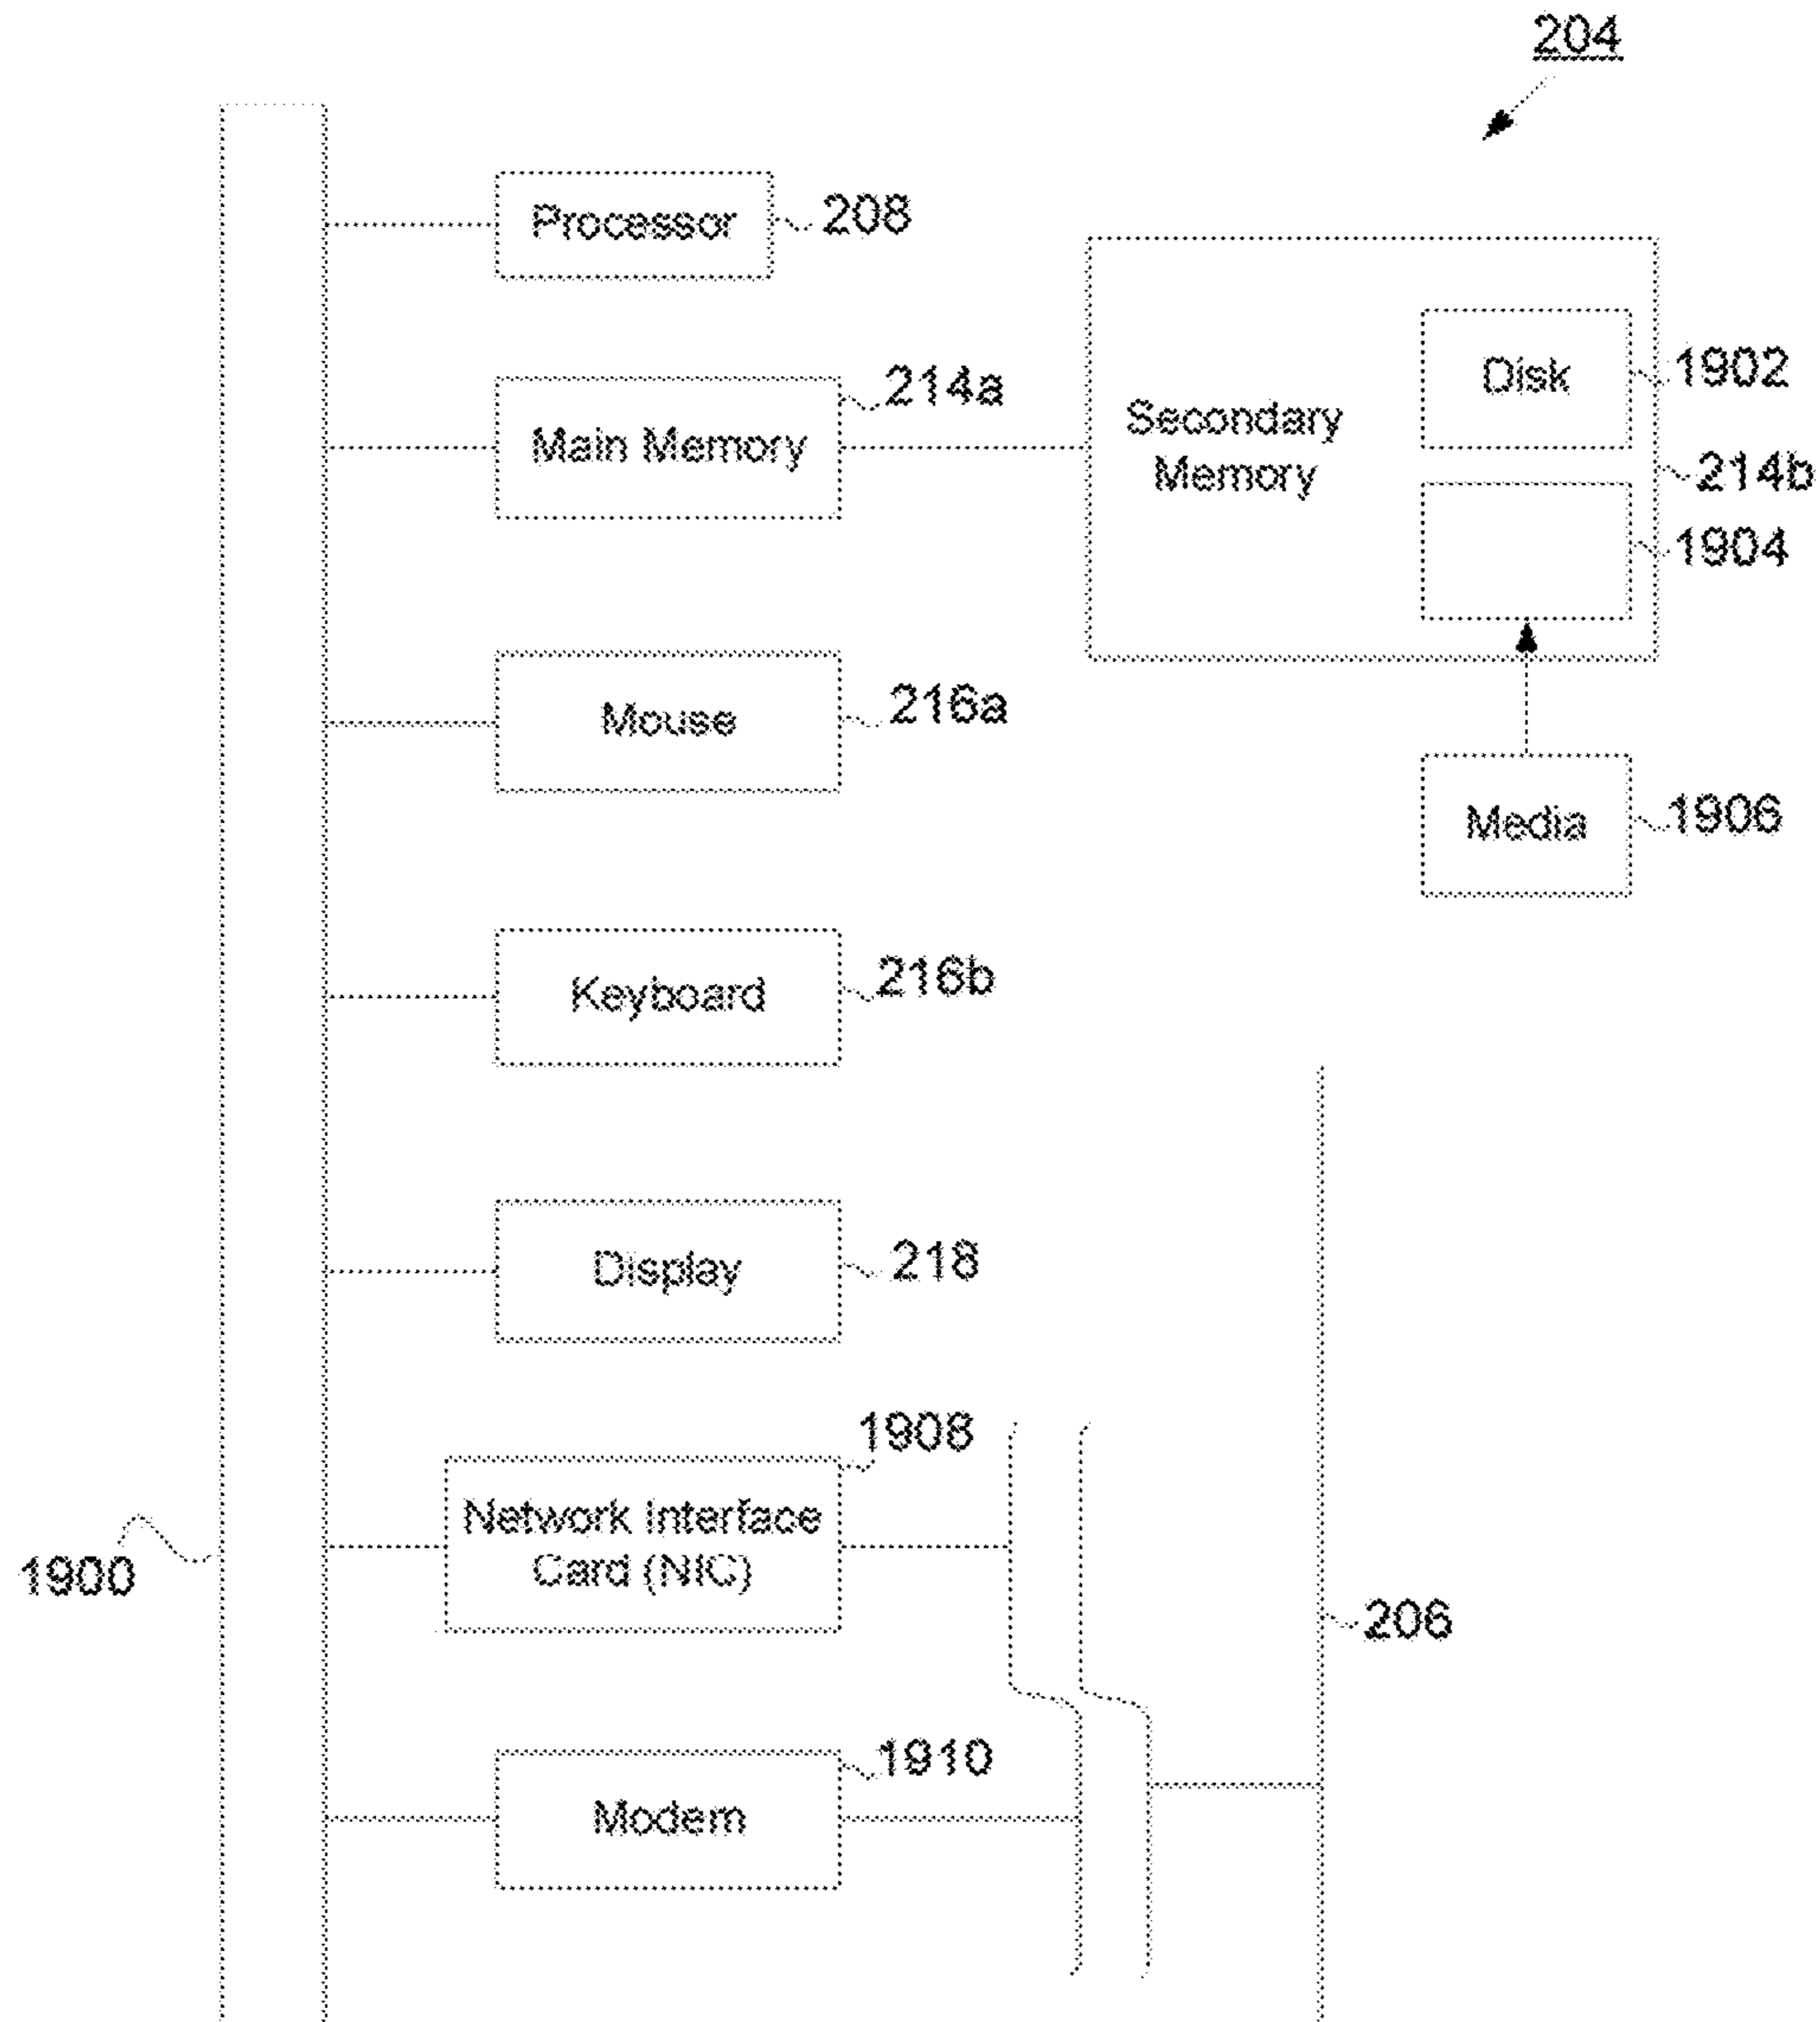 204
Processor
208
Main Memory
214a
Secondary
Memory
Disk
1902
214b
1904
Mouse
216a
Media
1906
Keyboard
216b
Display
218
1908
Network Interface
Card (NIC)
1900
206
1910
Modem